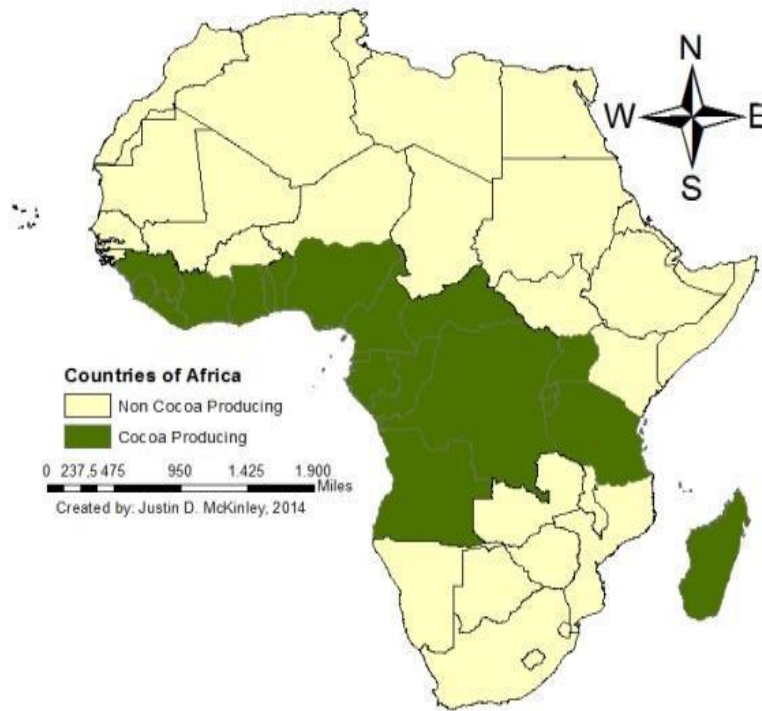 N
W E
S
Countries of Africa
Non Cocoa Producing
Cocoa Producing
0 237,5 475 950 1.425 1.900
Miles
Created by: Justin D. McKinley, 2014